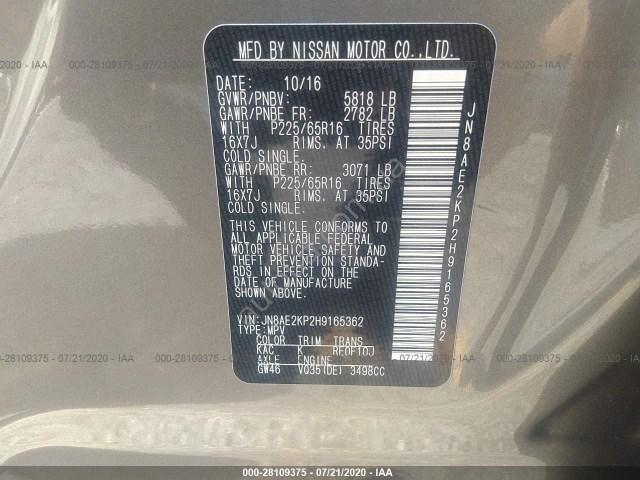 MFD BY NISSAN MOTOR CO.,LTD.
DATE: 10/16
GVWR/PNBV: 5818 LB
GAWR/PNBE FR: 2782 LB
WITH P225/65R16 TIRES
16X7J RIMS. AT 35PSI
COLD SINGLE.
GAWR/PNBE RR: 3071 LB
WITH P225/65R16 TIRES
16X7J RIMS. AT 35PSI
COLD SINGLE.
THIS VEHICLE CONFORMS TO
ALL APPLICABLE FEDERAL
MOTOR VEHICLE SAFETY AND
THEFT PREVENTION STANDA-
RDS IN EFFECT ON THE
DATE OF MANUFACTURE
SHOWN ABOVE.
VIN: JN8AE2KP2H9165362
TYPE: MPV
COLOR TRIM TRANS
KAC K RE0F10J
AXLE ENGINE
GW46 VQ35(DE) 3498CC
JN8AE2KP2H9165362
000-28109375 - 07/21/2020 - IAA